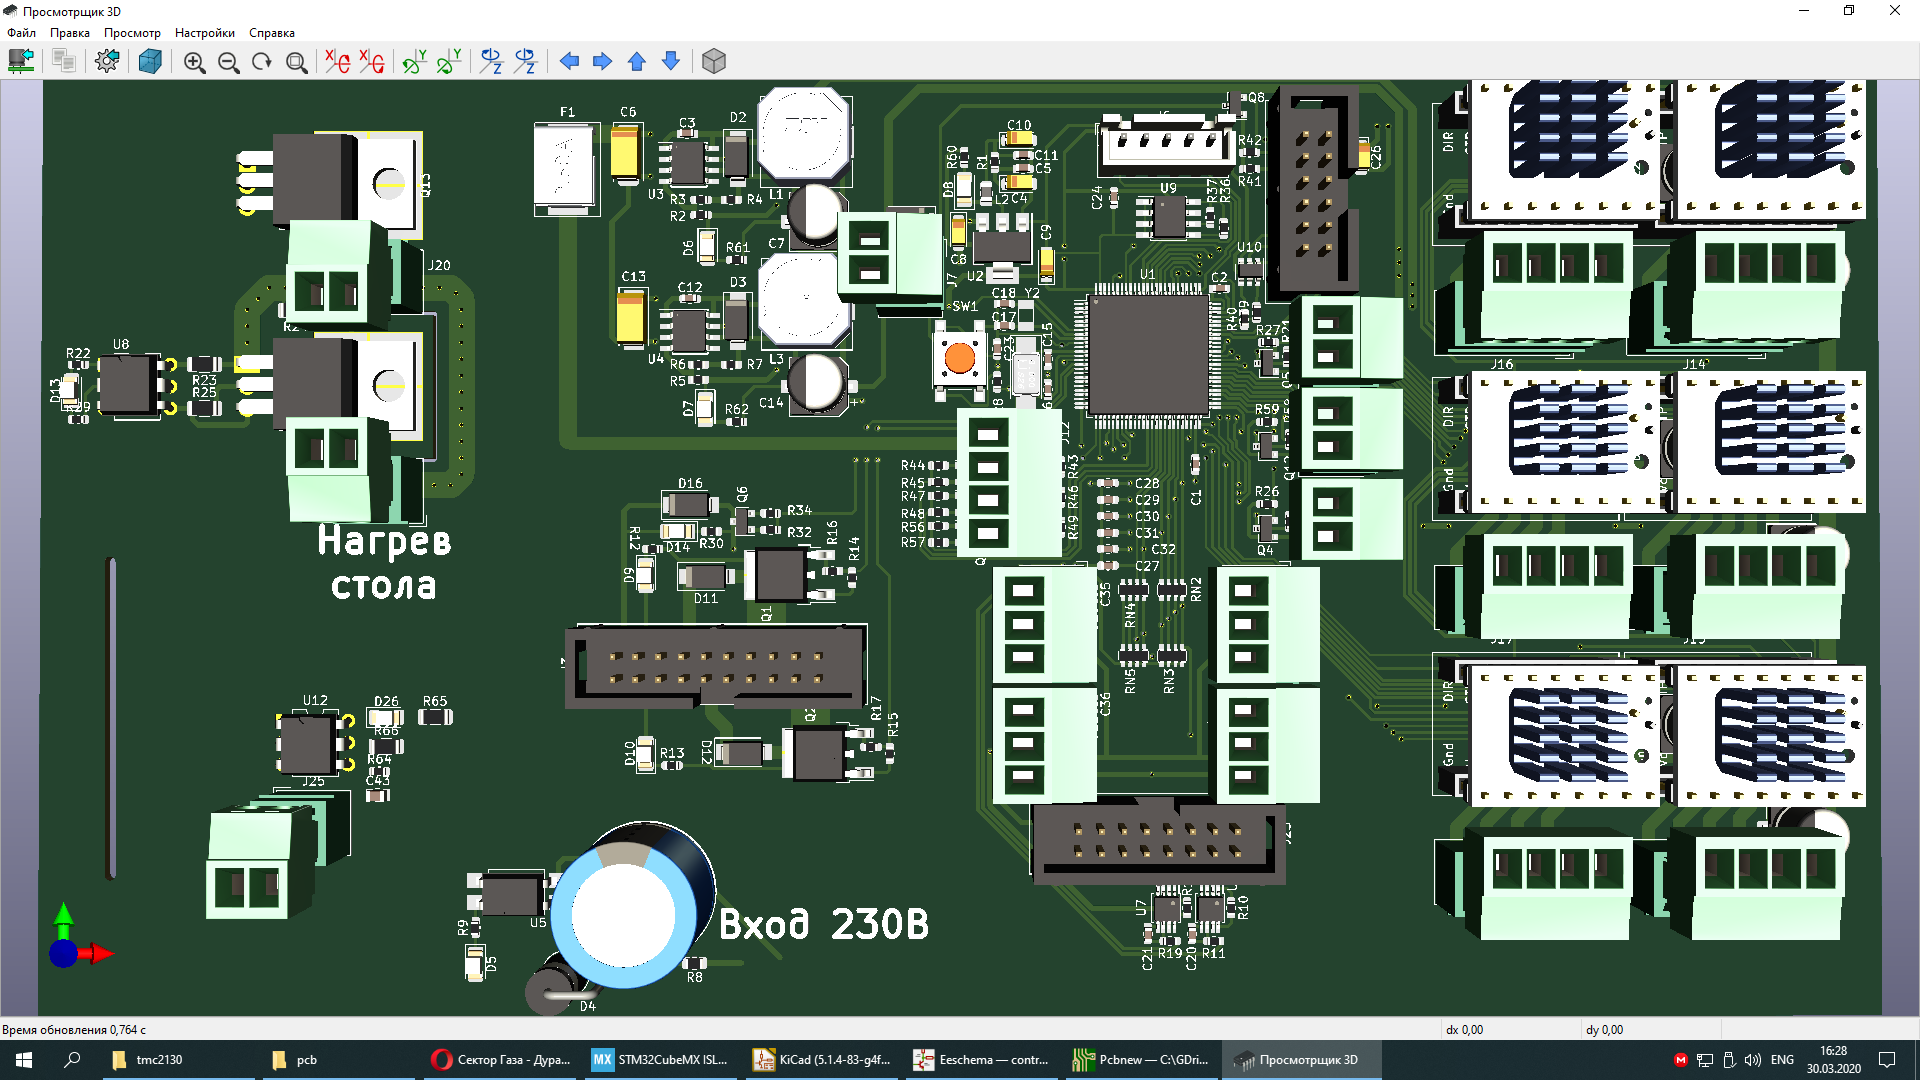 Просмотрщик 3D
Файл Правка Просмотр Настройки Справка
F1 C6 C3 D2 Q8
C10 R42 C26 DIR
R60 R1 C11 C5 R41
Q13 U3 R3 R4 L1 D8 L2 C4 C24 U9 R37 R36
R2 Gnd
D6 R61 C7 C8 U2 C9 J7 U10
J20
C13 C12 D3 U1 C2
C18 Y2 SW1
C17 C15 R40
U8 U4 C23 R27 R21
R22 R6 R7 L3 J16 J14
R23 R5 Q5
D13 R25 D7 R62 C14 R59 DIR
R29 J12
Нагрев
стола
R44 R43 Gnd
D16 Q6 R45 C28 C1 R26
R34 R47 R46 C29
R32 R48 C30
R12 D14 R30 R16 R56 R49 C31 Q4
R14 R57 C32
D9 D11 C27
Q1 C35 RN4 RN2
J17 J15
RN5 RN3 DIR
U12 D26 R65 R17 R15 C36
R66
D10 R13 D12 Gnd
R64
J25 C43
J23
Вход 230В
U5 U7 R10
R9 D5 R8 C21 R19 C20 R11
D4
Время обновления 0,764 с dx 0,00 dy 0,00
tmc2130 pcb Сектор Газа - Дура... STM32CubeMX ISL... KiCad (5.1.4-83-g4f... Eeschema — contr... Pcbnew — C:\GDri... Просмотрщик 3D ENG 16:28
30.03.2020